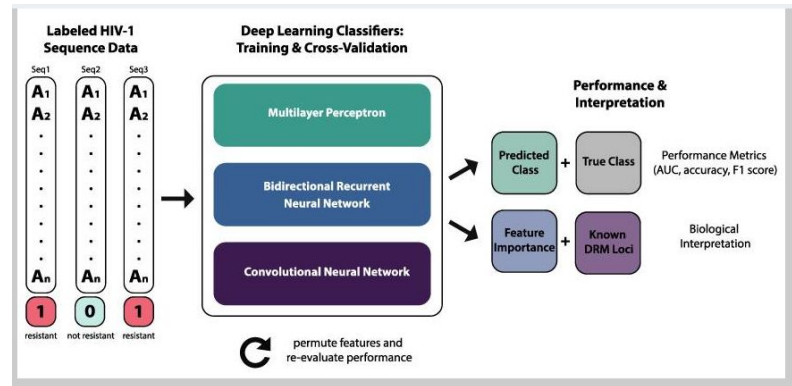 Labeled HIV-1
Sequence Data
Seq1 Seq2 Seq3
A1 A1 A1
A2 A2 A2
. . .
. . .
. . .
. . .
. . .
. . .
. . .
An An An
1 0 1
resistant not resistant resistant
Deep Learning Classifiers:
Training & Cross-Validation
Multilayer Perceptron
Bidirectional Recurrent
Neural Network
Convolutional Neural Network
permute features and
re-evaluate performance
Performance &
Interpretation
Predicted
Class
+
True Class
Performance Metrics
(AUC, accuracy, F1 score)
Feature
Importance
+
Known
DRM Loci
Biological
Interpretation